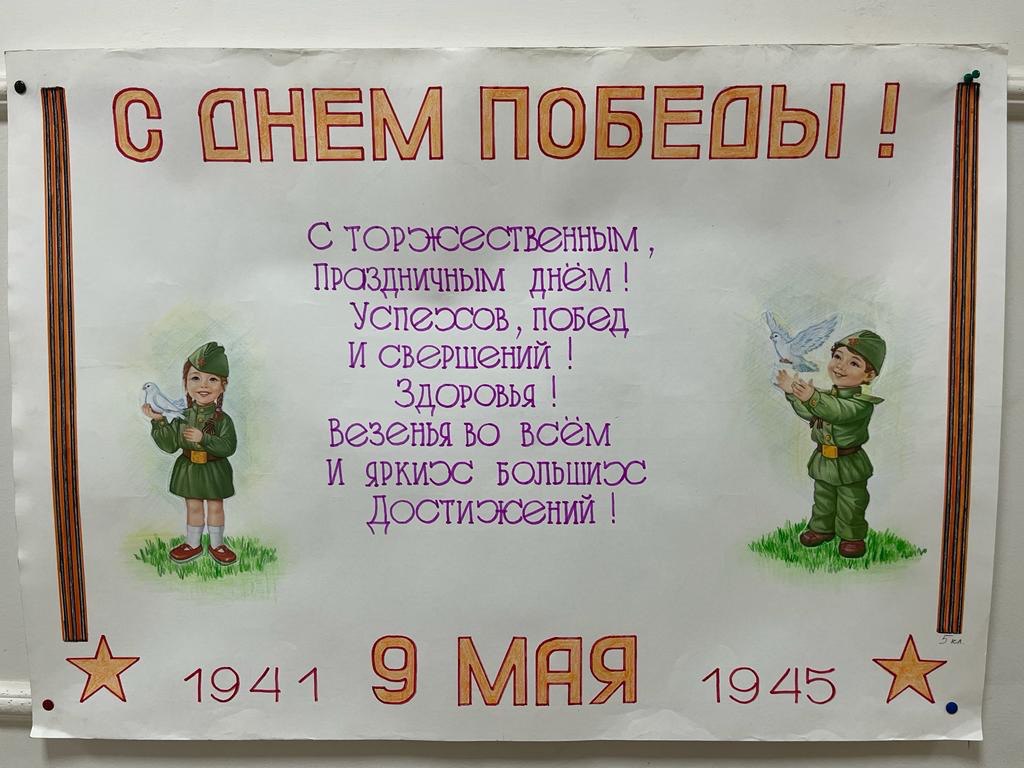 С ДНЕМ ПОБЕДЫ !
С торжественным,
Праздничным днём !
Успехов, побед
И свершений !
Здоровья !
Везенья во всём
И ярких больших
Достижений !
5 кл.
1941 9 МАЯ 1945